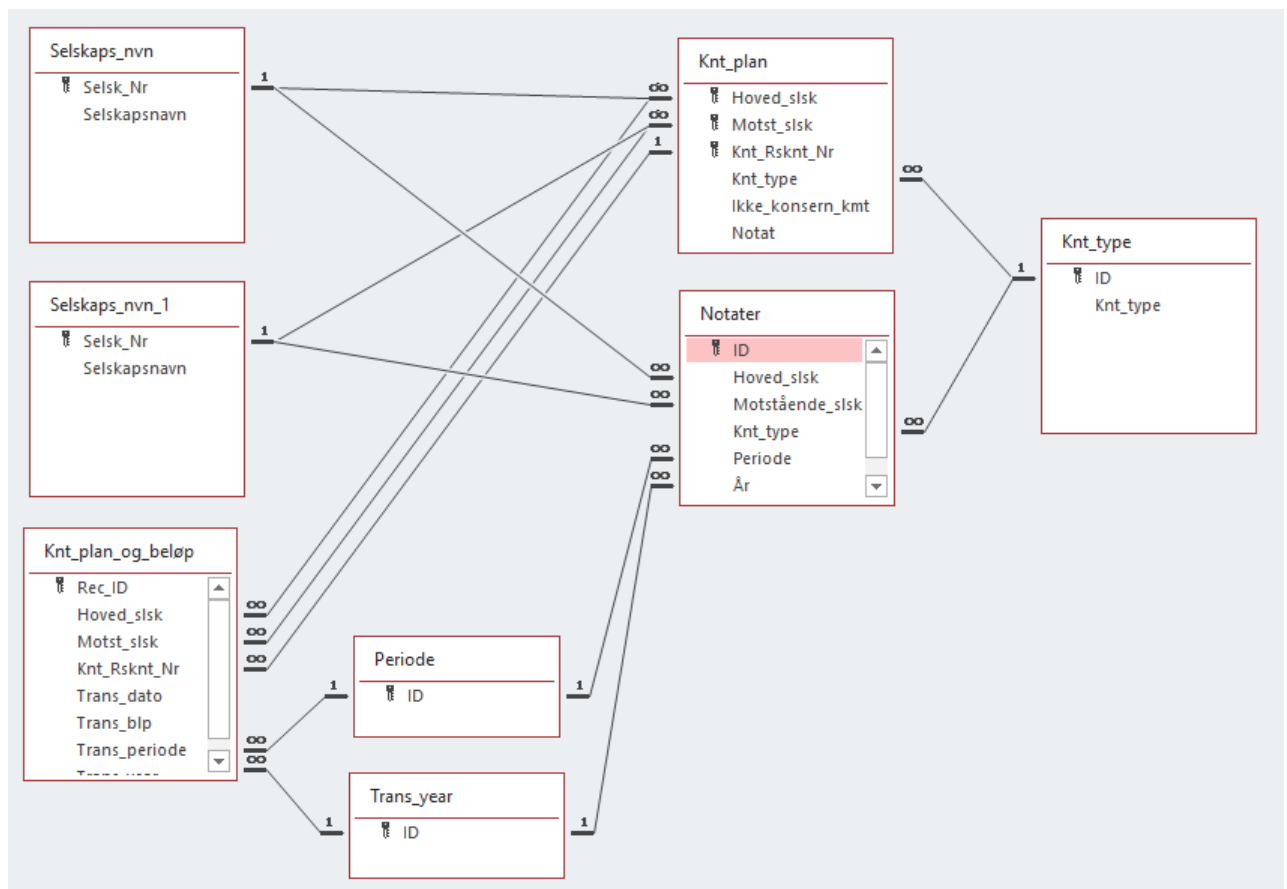 Selskaps_nvn
Selsk_Nr
Selskapsnavn
1
Selskaps_nvn_1
Selsk_Nr
Selskapsnavn
1
Knt_plan_og_beløp
Rec_ID
Hoved_slsk
Motst_slsk
Knt_Rsknt_Nr
Trans_dato
Trans_blp
Trans_periode
∞
∞
∞
∞
∞
Periode
ID
1
1
Trans_year
ID
1
1
Knt_plan
Hoved_slsk
Motst_slsk
Knt_Rsknt_Nr
Knt_type
Ikke_konsern_kmt
Notat
1
∞
Notater
ID
Hoved_slsk
Motstående_slsk
Knt_type
Periode
År
∞
∞
∞
∞
∞
Knt_type
ID
Knt_type
1